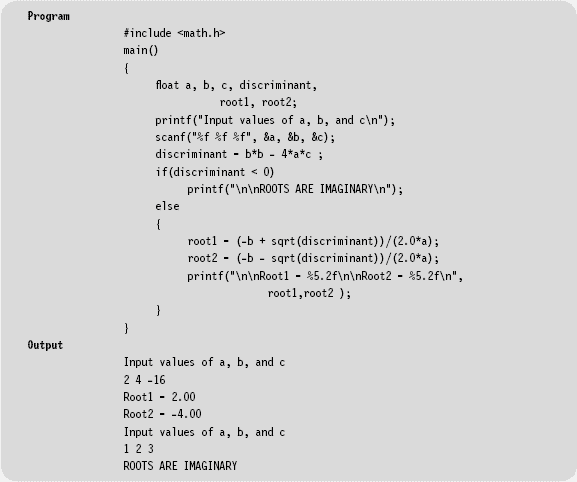 Program
#include <math.h>
main()
{
float a, b, c, discriminant,
root1, root2;
printf("Input values of a, b, and c\n");
scanf("%f %f %f", &a, &b, &c);
discriminant = b*b - 4*a*c ;
if(discriminant < 0)
printf("\n\nROOTS ARE IMAGINARY\n");
else
{
root1 = (-b + sqrt(discriminant))/(2.0*a);
root2 = (-b - sqrt(discriminant))/(2.0*a);
printf("\n\nRoot1 = %5.2f\n\nRoot2 = %5.2f\n",
root1,root2 );
}
}
Output
Input values of a, b, and c
2 4 -16
Root1 = 2.00
Root2 = -4.00
Input values of a, b, and c
1 2 3
ROOTS ARE IMAGINARY